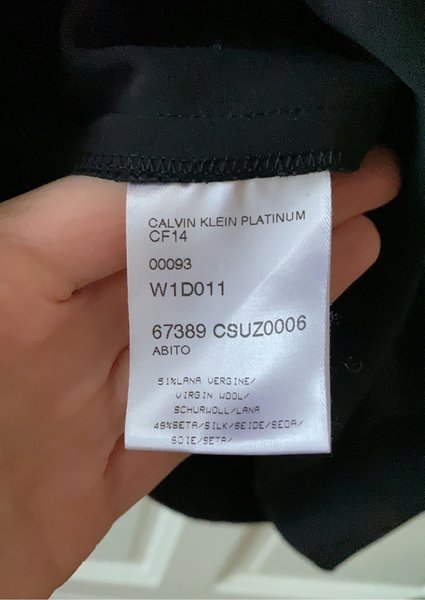 CALVIN KLEIN PLATINUM
CF14
00093
W1D011
67389 CSUZ0006
ABITO
51%LANA VERGINE/
VIRGIN WOOL/
SCHURWOLL/LANA
49%SETA/SILK/SEIDE/SEDA/
SOIE/SETA/